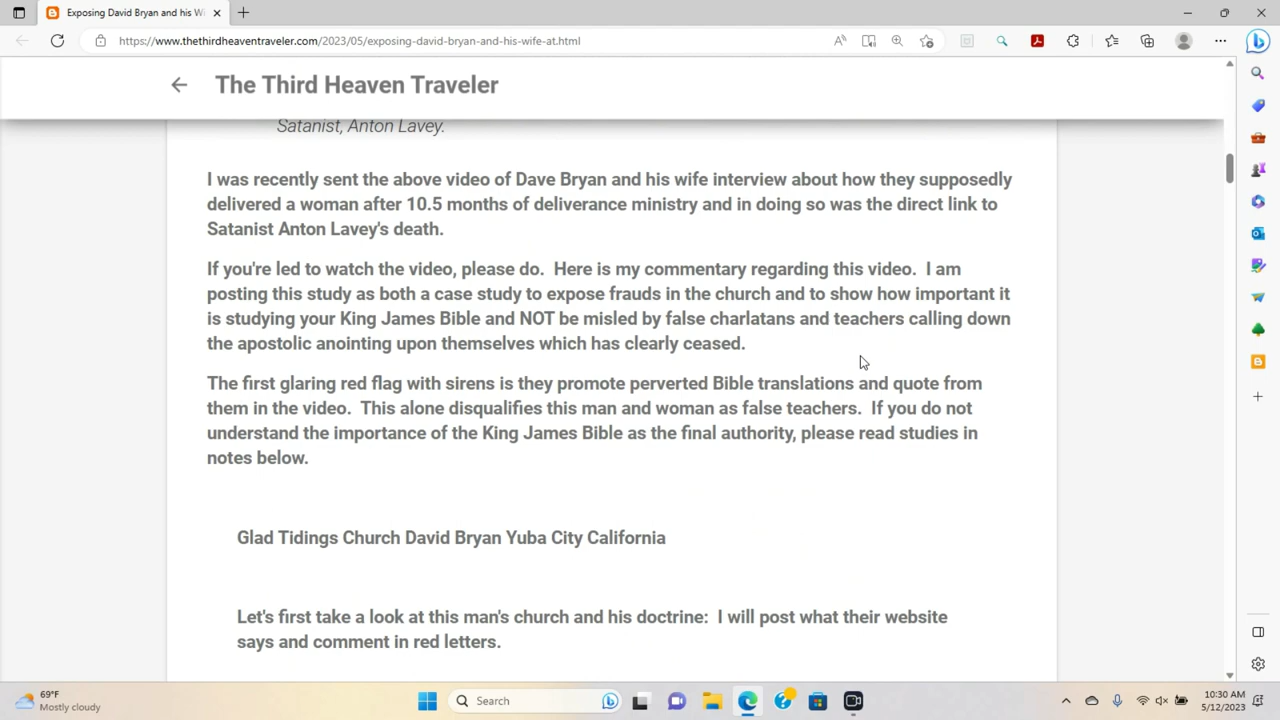 Exposing David Bryan and his Wi
https://www.thethirdheaventraveler.com/2023/05/exposing-david-bryan-and-his-wife-at.html
The Third Heaven Traveler
Satanist, Anton Lavey.
I was recently sent the above video of Dave Bryan and his wife interview about how they supposedly
delivered a woman after 10.5 months of deliverance ministry and in doing so was the direct link to
Satanist Anton Lavey's death.
If you're led to watch the video, please do.  Here is my commentary regarding this video.  I am
posting this study as both a case study to expose frauds in the church and to show how important it
is studying your King James Bible and NOT be misled by false charlatans and teachers calling down
the apostolic anointing upon themselves which has clearly ceased.
The first glaring red flag with sirens is they promote perverted Bible translations and quote from
them in the video.  This alone disqualifies this man and woman as false teachers.  If you do not
understand the importance of the King James Bible as the final authority, please read studies in
notes below.
Glad Tidings Church David Bryan Yuba City California
Let's first take a look at this man's church and his doctrine:  I will post what their website
says and comment in red letters.
69°F
Mostly cloudy
Search
10:30 AM
5/12/2023